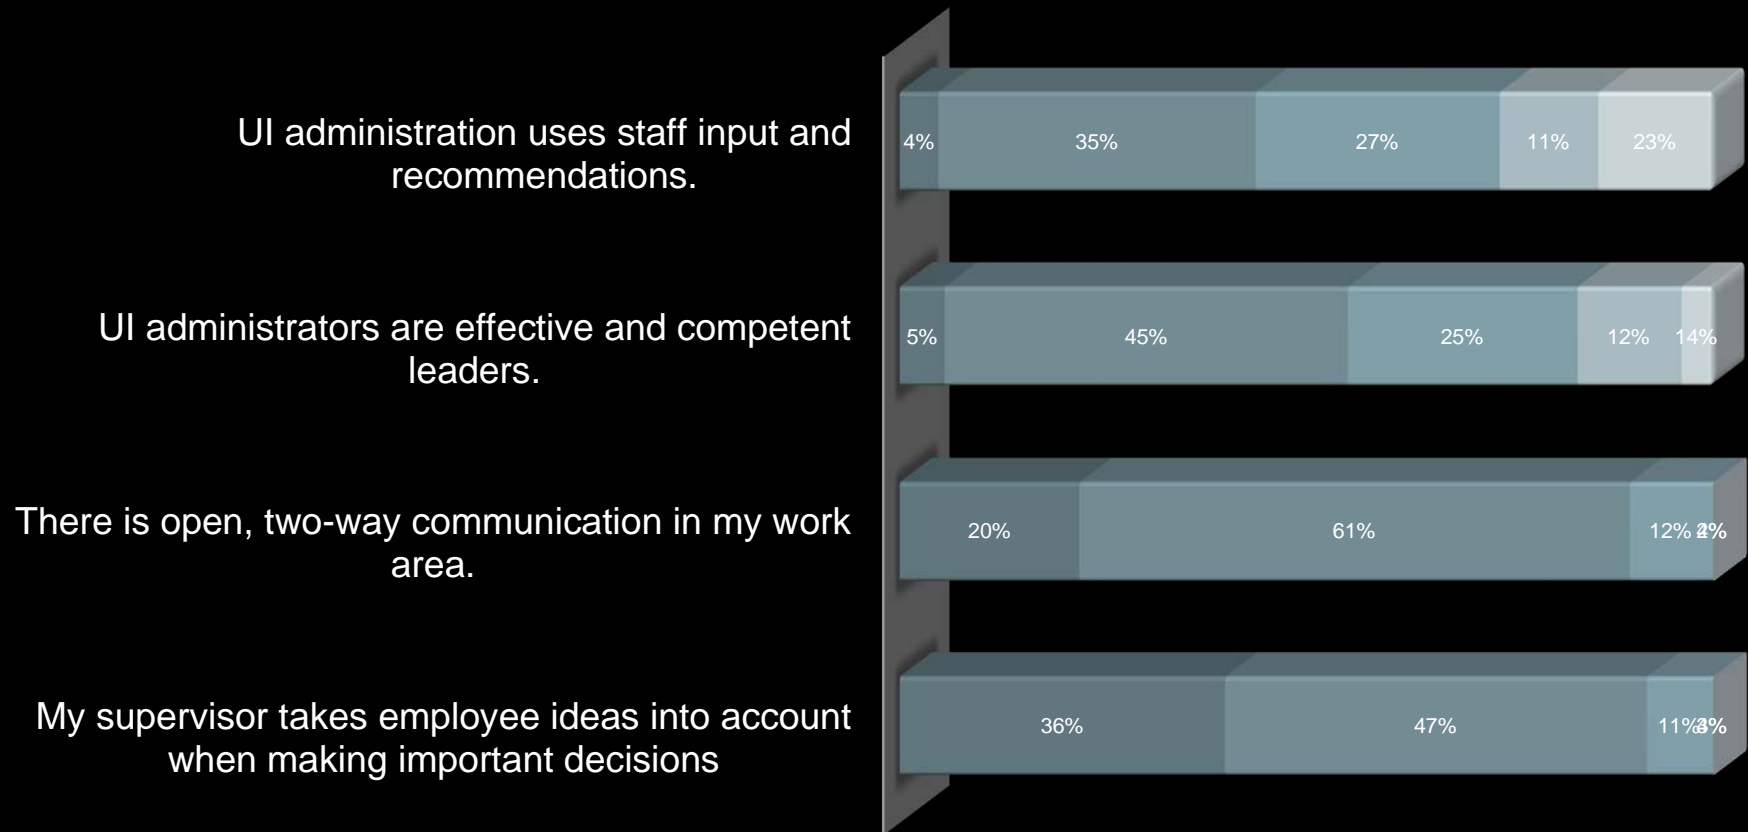 UI administration uses staff input and
recommendations.
4% 35% 27% 11% 23%
UI administrators are effective and competent
leaders.
5% 45% 25% 12% 14%
There is open, two-way communication in my work
area.
20% 61% 12%
My supervisor takes employee ideas into account
when making important decisions
36% 47% 11%